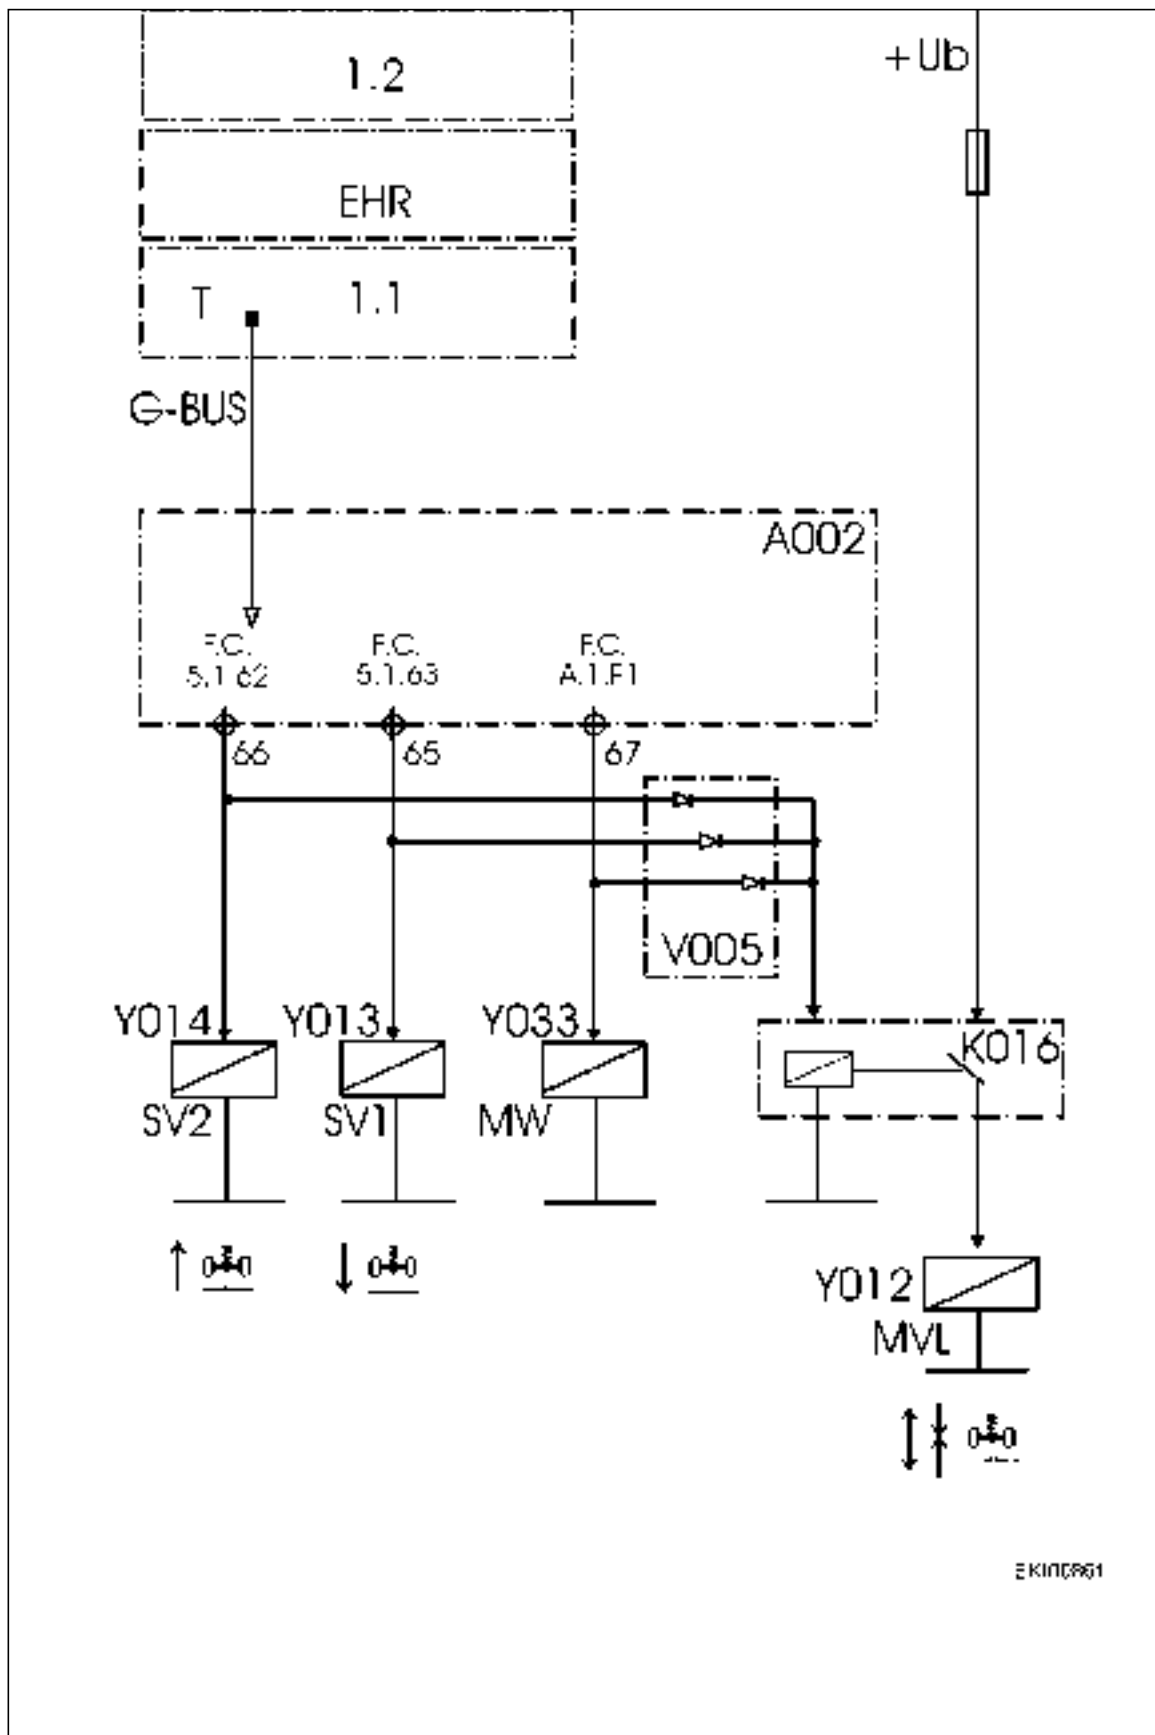 1.2
+Ub
EHR
T 1.1
G-BUS
A002
F.C. F.C. F.C.
5.1.62 5.1.63 A.1.F1
66 65 67
V005
Y014 Y013 Y033
K016
SV2 SV1 MW
Y012
MVL